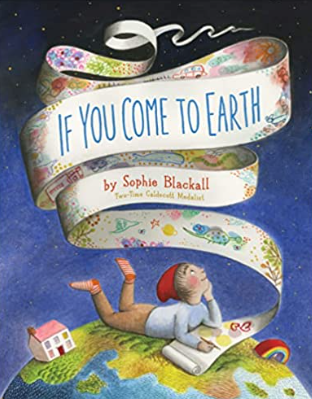 IF YOU COME TO EARTH
by Sophie Blackall
Two-Time Caldecott Medalist